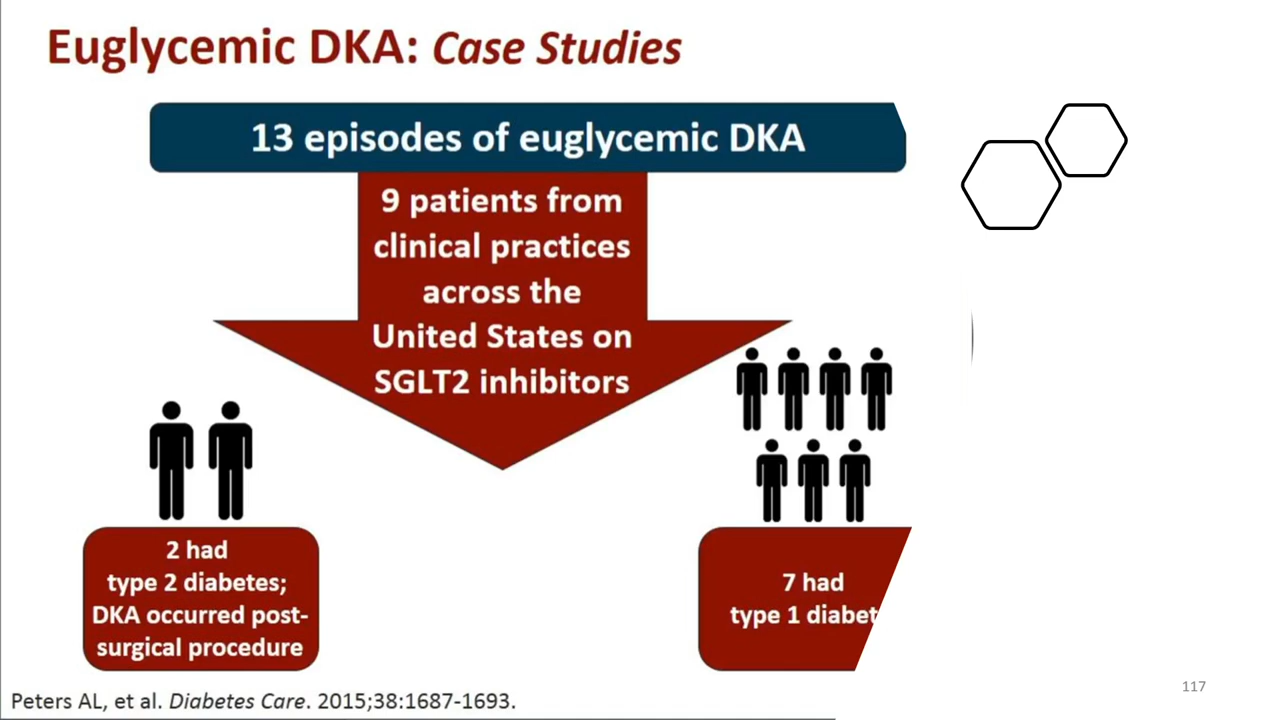 Euglycemic DKA: Case Studies
13 episodes of euglycemic DKA
9 patients from
clinical practices
across the
United States on
SGLT2 inhibitors
2 had
type 2 diabetes;
DKA occurred post-
surgical procedure
7 had
type 1 diabet
Peters AL, et al. Diabetes Care. 2015;38:1687-1693.
117